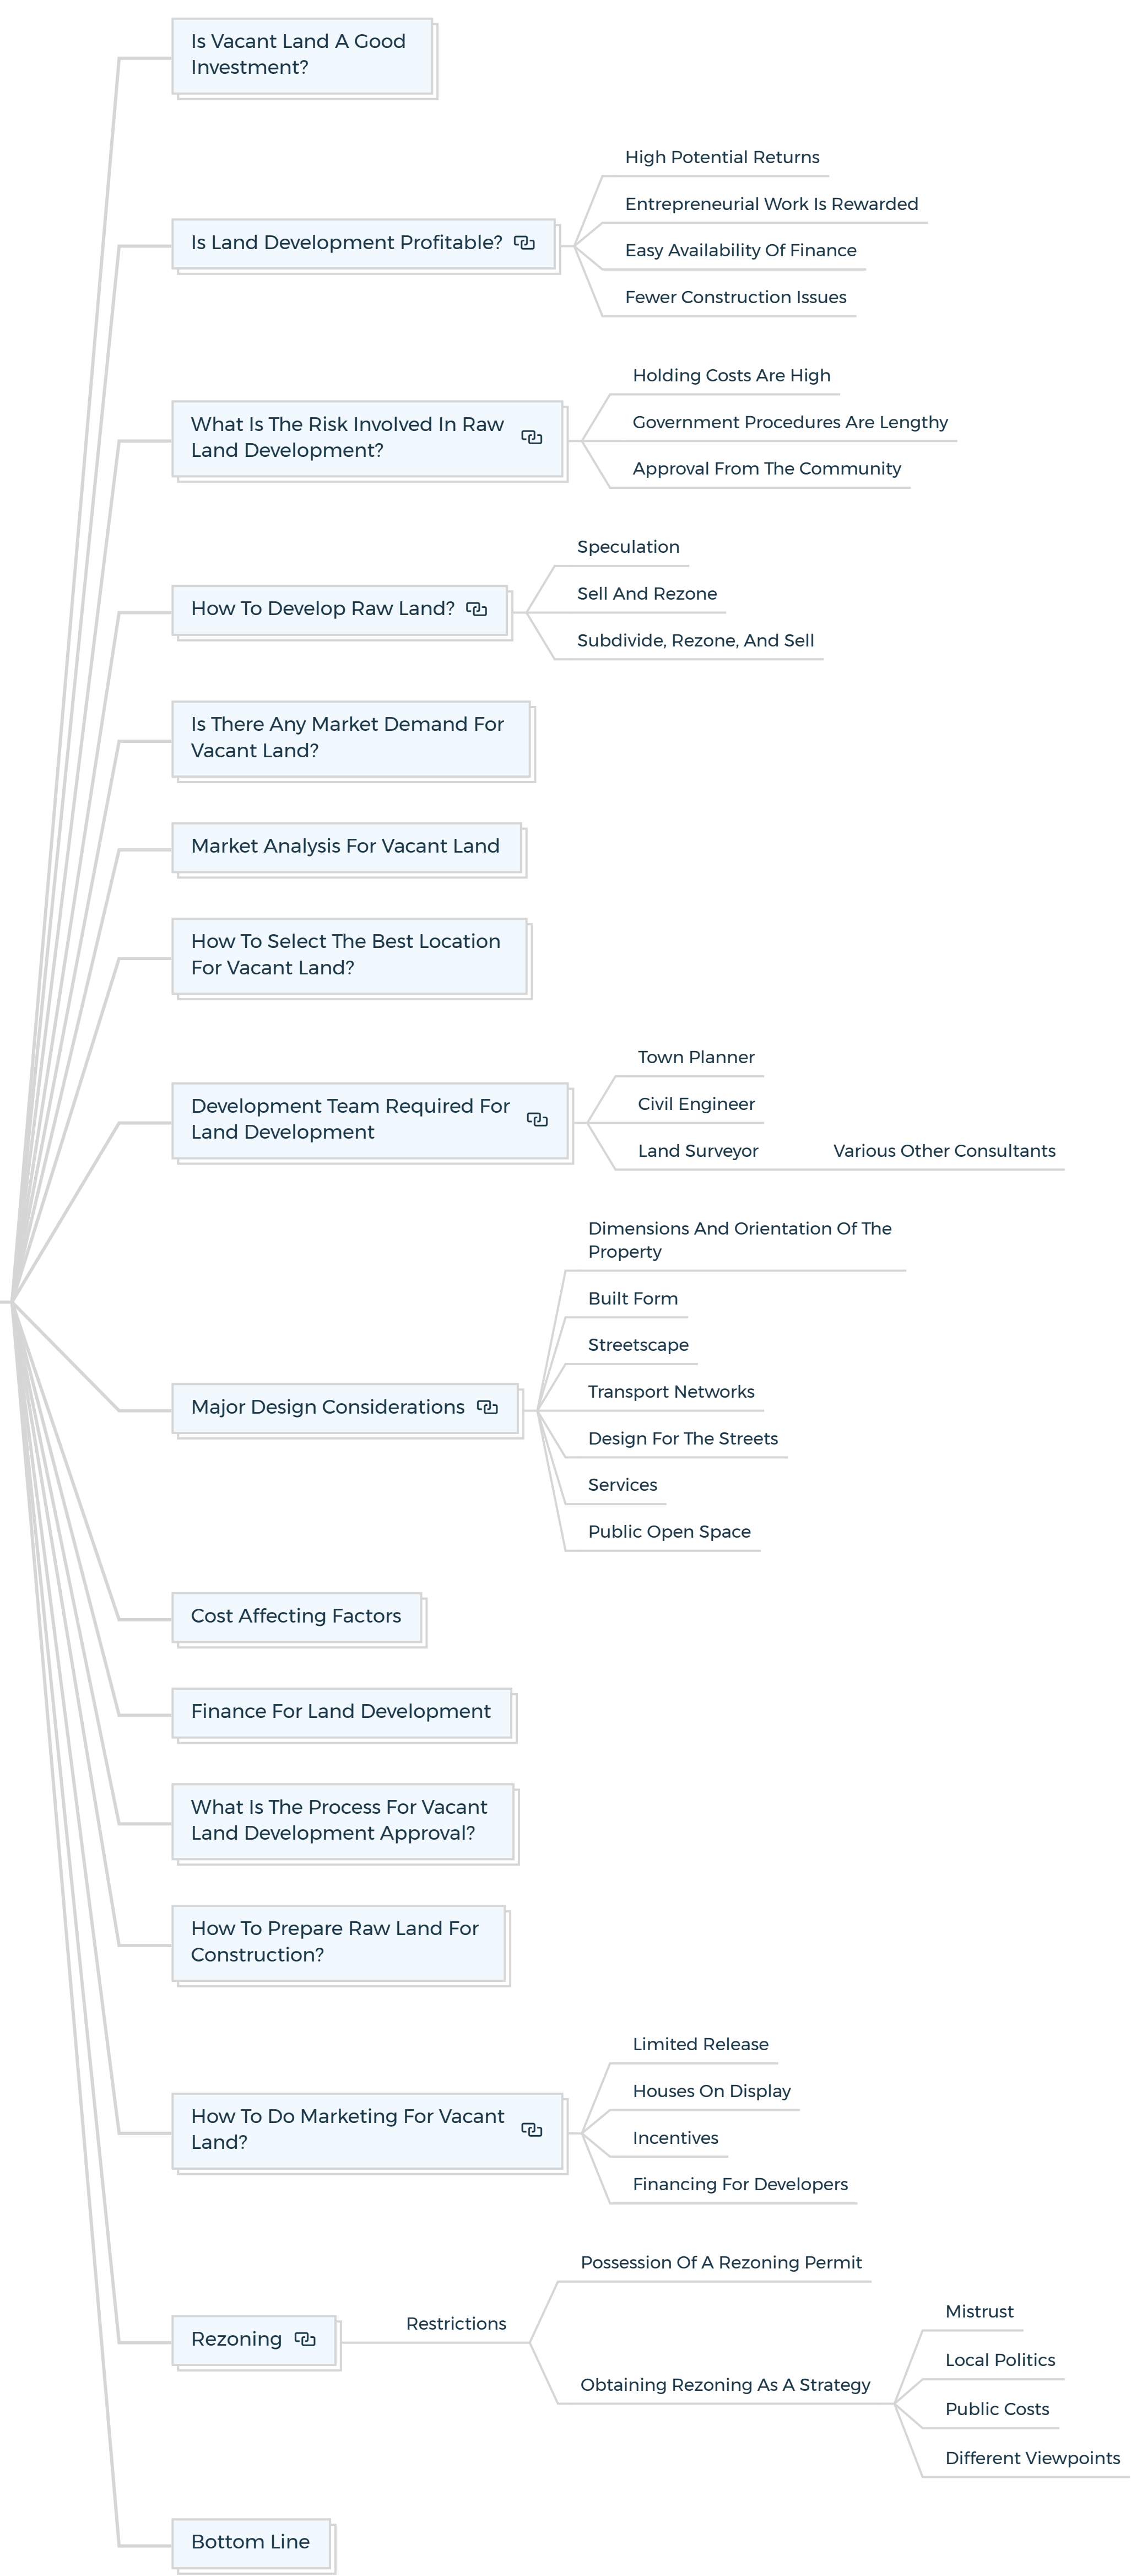 Is Vacant Land A Good
Investment?
High Potential Returns
Entrepreneurial Work Is Rewarded
Is Land Development Profitable?
Easy Availability Of Finance
Fewer Construction Issues
Holding Costs Are High
What Is The Risk Involved In Raw
Land Development?
Government Procedures Are Lengthy
Approval From The Community
Speculation
How To Develop Raw Land?
Sell And Rezone
Subdivide, Rezone, And Sell
Is There Any Market Demand For
Vacant Land?
Market Analysis For Vacant Land
How To Select The Best Location
For Vacant Land?
Town Planner
Development Team Required For
Land Development
Civil Engineer
Land Surveyor
Various Other Consultants
Dimensions And Orientation Of The
Property
Built Form
Streetscape
Transport Networks
Major Design Considerations
Design For The Streets
Services
Public Open Space
Cost Affecting Factors
Finance For Land Development
What Is The Process For Vacant
Land Development Approval?
How To Prepare Raw Land For
Construction?
Limited Release
Houses On Display
How To Do Marketing For Vacant
Land?
Incentives
Financing For Developers
Possession Of A Rezoning Permit
Rezoning
Restrictions
Obtaining Rezoning As A Strategy
Mistrust
Local Politics
Public Costs
Different Viewpoints
Bottom Line